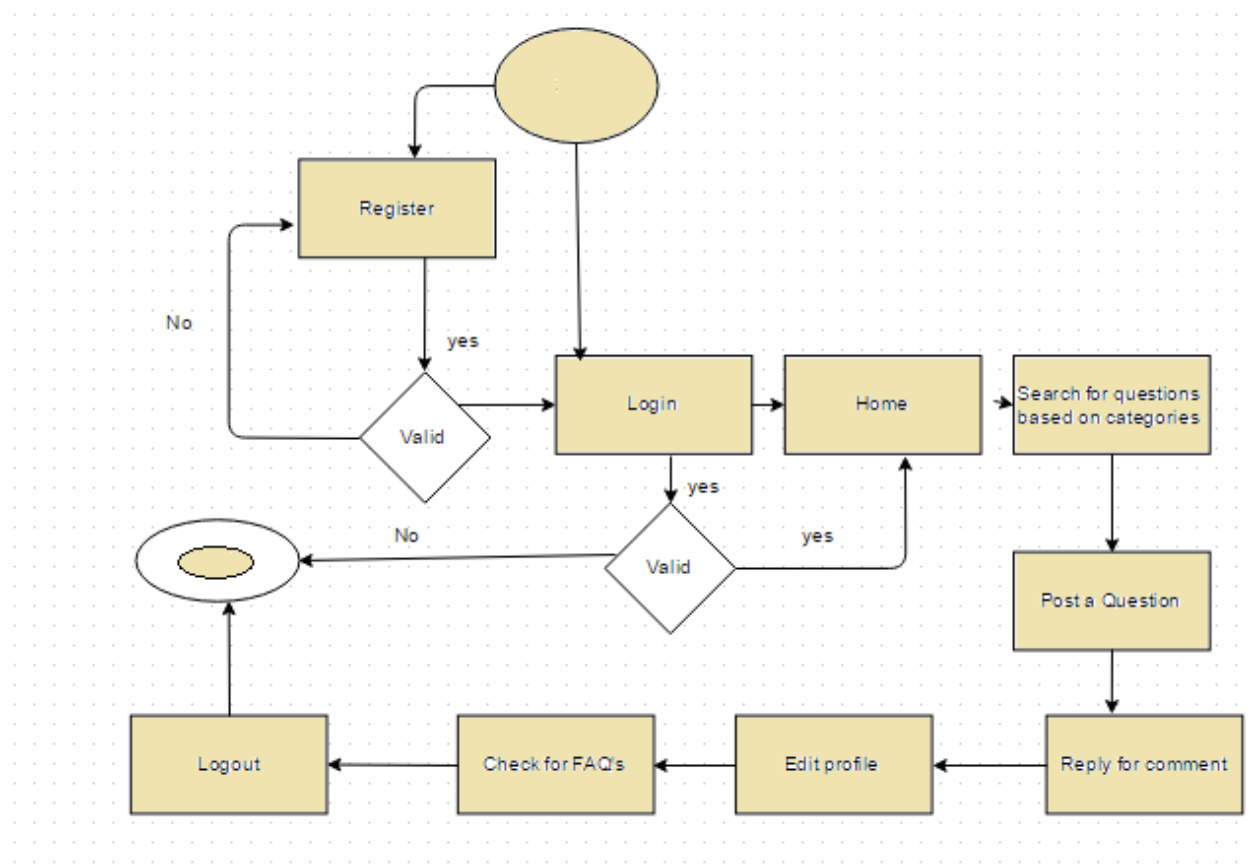 Register
No
yes
Valid
Login
Home
Search for questions
based on categories
yes
No
yes
Valid
Post a Question
Logout
Check for FAQ's
Edit profile
Reply for comment